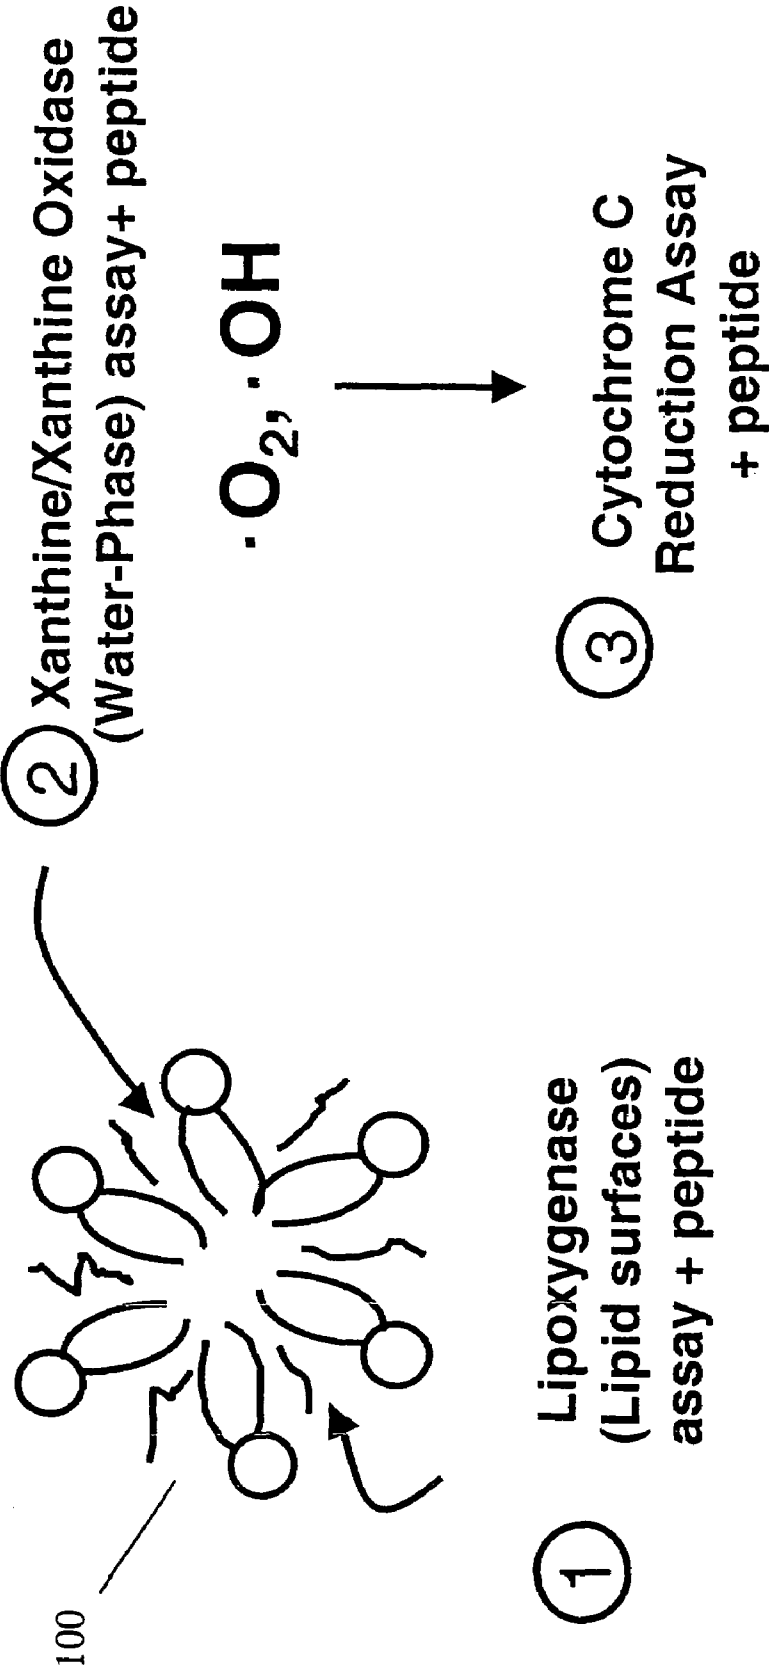 100
1
Lipoxygenase
(Lipid surfaces)
assay + peptide
2
Xanthine/Xanthine Oxidase
(Water-Phase) assay+ peptide
·O2, ·OH
3
Cytochrome C
Reduction Assay
+ peptide